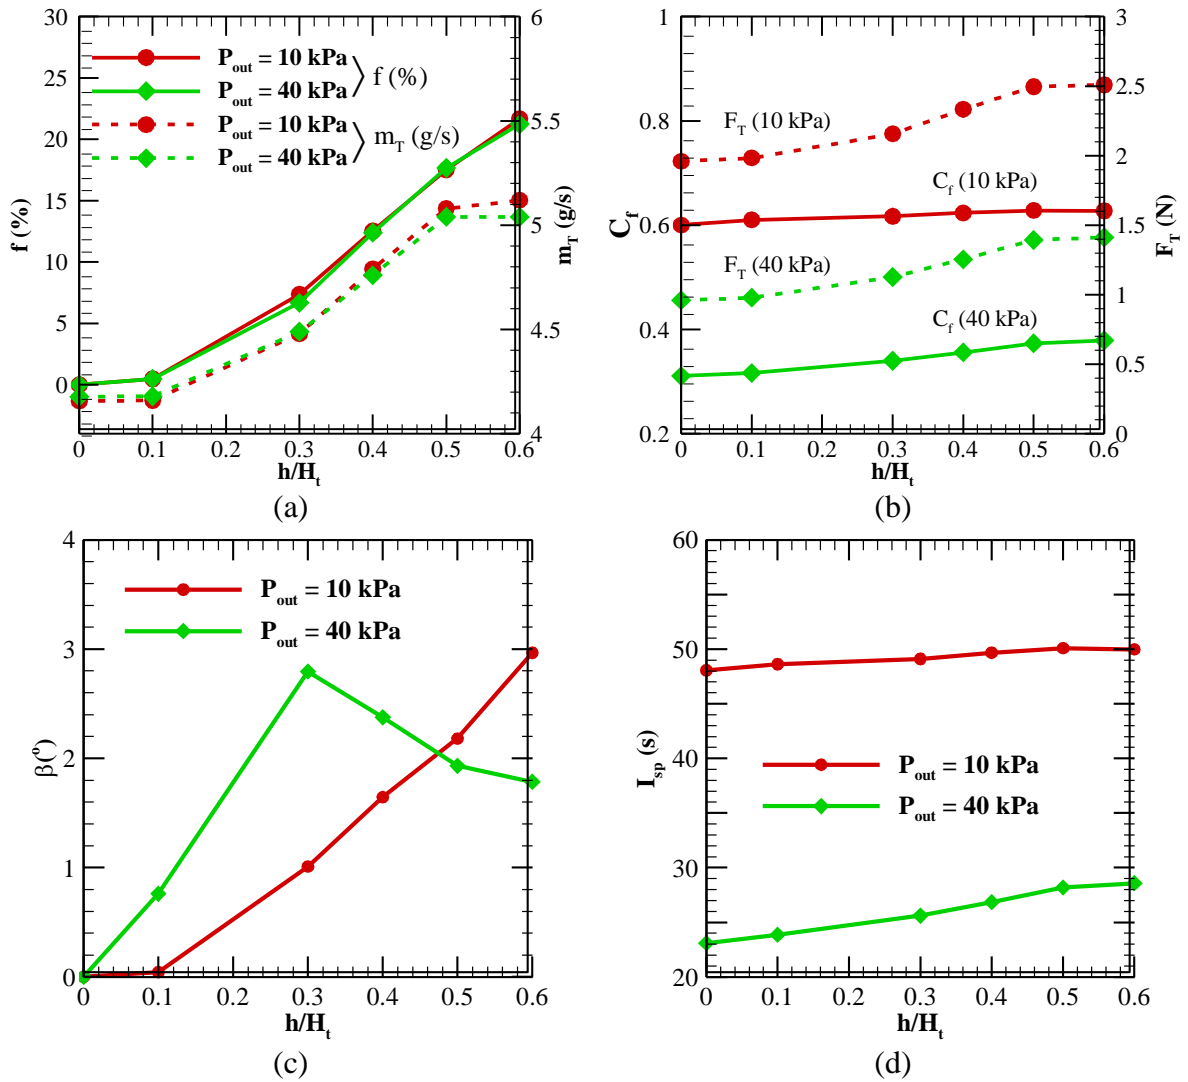 30
25
20
15
10
5
0
f (%)
P_out = 10 kPa
P_out = 40 kPa
f (%)
P_out = 10 kPa
P_out = 40 kPa
m_T (g/s)
6
5.5
5
4.5
4
m_T (g/s)
0 0.1 0.2 0.3 0.4 0.5 0.6
h/H_t
(a)
1
0.8
0.6
0.4
0.2
C_f
F_T (10 kPa)
C_f (10 kPa)
F_T (40 kPa)
C_f (40 kPa)
3
2.5
2
1.5
1
0.5
0
F_T (N)
0 0.1 0.2 0.3 0.4 0.5 0.6
h/H_t
(b)
4
3
2
1
0
β(°)
P_out = 10 kPa
P_out = 40 kPa
0 0.1 0.2 0.3 0.4 0.5 0.6
h/H_t
(c)
60
50
40
30
20
I_sp (s)
P_out = 10 kPa
P_out = 40 kPa
0 0.1 0.2 0.3 0.4 0.5 0.6
h/H_t
(d)